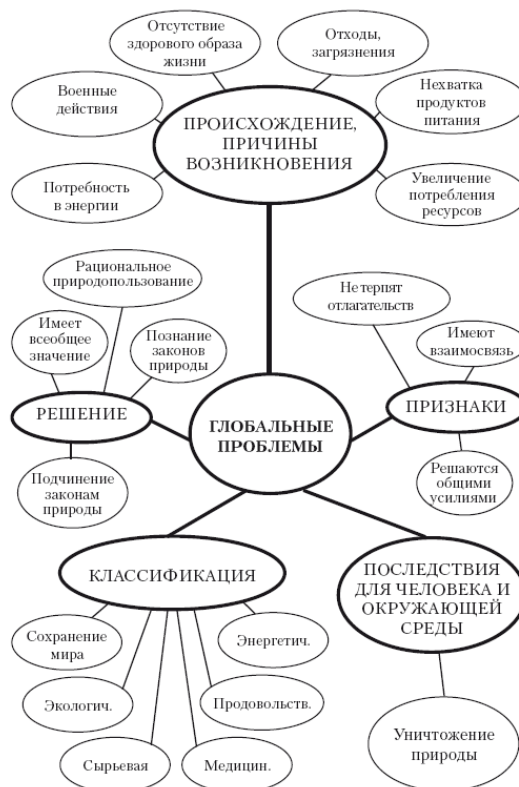 Отсутствие
здорового образа
жизни
Отходы,
загрязнения
Военные
действия
Нехватка
продуктов
питания
ПРОИСХОЖДЕНИЕ,
ПРИЧИНЫ
ВОЗНИКНОВЕНИЯ
Потребность
в энергии
Увеличение
потребления
ресурсов
Рациональное
природопользование
Не терпят
отлагательств
Имеет
всеобщее
значение
Познание
законов
природы
Имеют
взаимосвязь
РЕШЕНИЕ
ГЛОБАЛЬНЫЕ
ПРОБЛЕМЫ
ПРИЗНАКИ
Подчинение
законам
природы
Решаются
общими
усилиями
КЛАССИФИКАЦИЯ
ПОСЛЕДСТВИЯ
ДЛЯ ЧЕЛОВЕКА И
ОКРУЖАЮЩЕЙ
СРЕДЫ
Сохранение
мира
Энергетич.
Экологич.
Продовольств.
Сырьевая
Медицин.
Уничтожение
природы